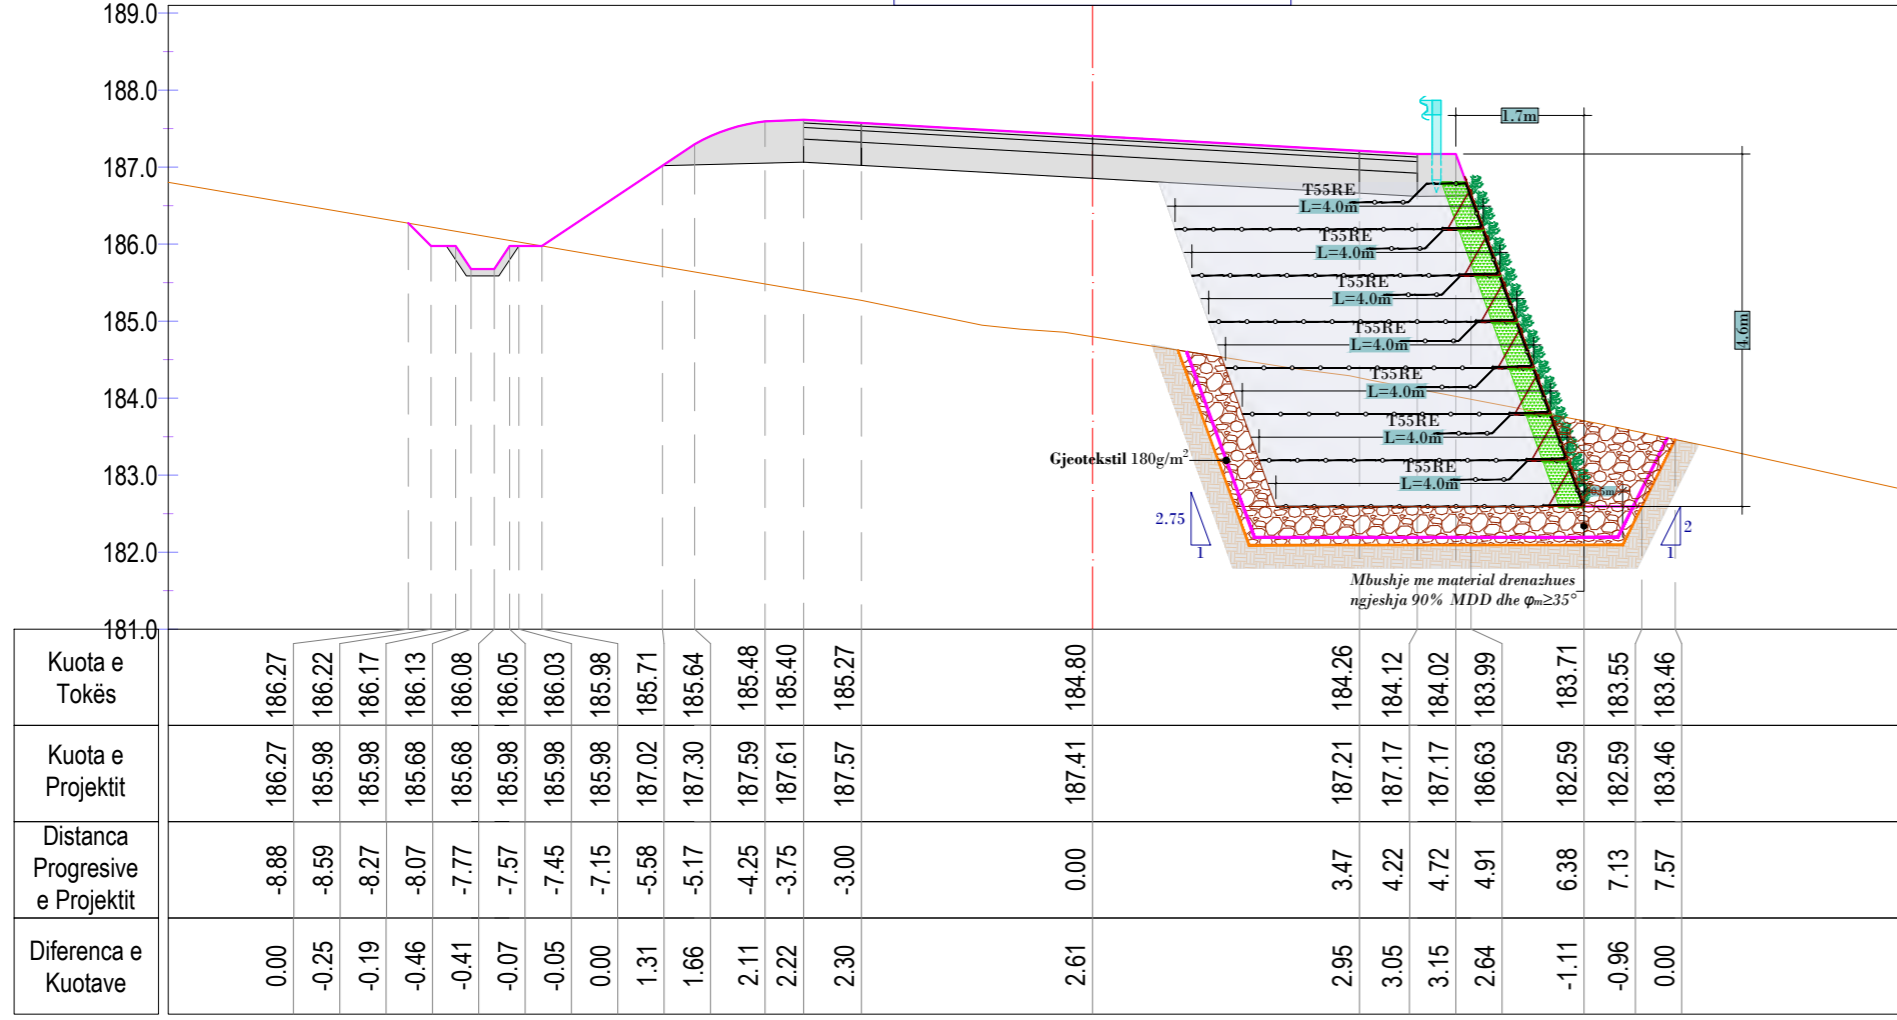 189.0
188.0
187.0
186.0
185.0
184.0
183.0
182.0
181.0
1.7m
4.6m
T55RE
L=4.0m
T55RE
L=4.0m
T55RE
L=4.0m
T55RE
L=4.0m
T55RE
L=4.0m
T55RE
L=4.0m
T55RE
L=4.0m
Gjeotekstil 180g/m²
2.75
1
2
1
Mbushje me material drenazhues
ngjeshja 90% MDD dhe φm≥35°
Kuota e
Tokës
186.27 186.22 186.17 186.13 186.08 186.05 186.03 185.98 185.71 185.64 185.48 185.40 185.27 184.80 184.26 184.12 184.02 183.99 183.71 183.55 183.46
Kuota e
Projektit
186.27 185.98 185.98 185.68 185.68 185.98 185.98 185.98 187.02 187.30 187.59 187.61 187.57 187.41 187.21 187.17 187.17 186.63 182.59 182.59 183.46
Distanca
Progresive
e Projektit
-8.88 -8.59 -8.27 -8.07 -7.77 -7.57 -7.45 -7.15 -5.58 -5.17 -4.25 -3.75 -3.00 0.00 3.47 4.22 4.72 4.91 6.38 7.13 7.57
Diferenca e
Kuotave
0.00 -0.25 -0.19 -0.46 -0.41 -0.07 -0.05 0.00 1.31 1.66 2.11 2.22 2.30 2.61 2.95 3.05 3.15 2.64 -1.11 -0.96 0.00